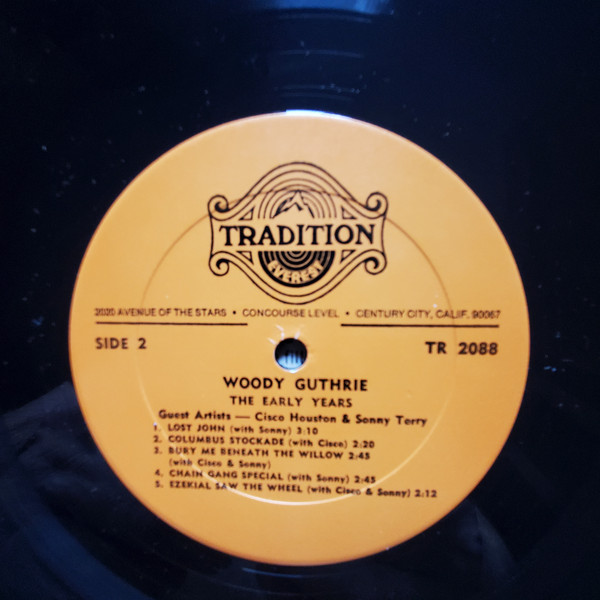 TRADITION
EVEREST
2020 AVENUE OF THE STARS • CONCOURSE LEVEL • CENTURY CITY, CALIF. 90067
SIDE 2 TR 2088
WOODY GUTHRIE
THE EARLY YEARS
Guest Artists — Cisco Houston & Sonny Terry
1. LOST JOHN (with Sonny) 3:10
2. COLUMBUS STOCKADE (with Cisco) 2:20
3. BURY ME BENEATH THE WILLOW 2:45
(with Cisco & Sonny)
4. CHAIN GANG SPECIAL (with Sonny) 2:45
5. EZEKIAL SAW THE WHEEL (with Cisco & Sonny) 2:12